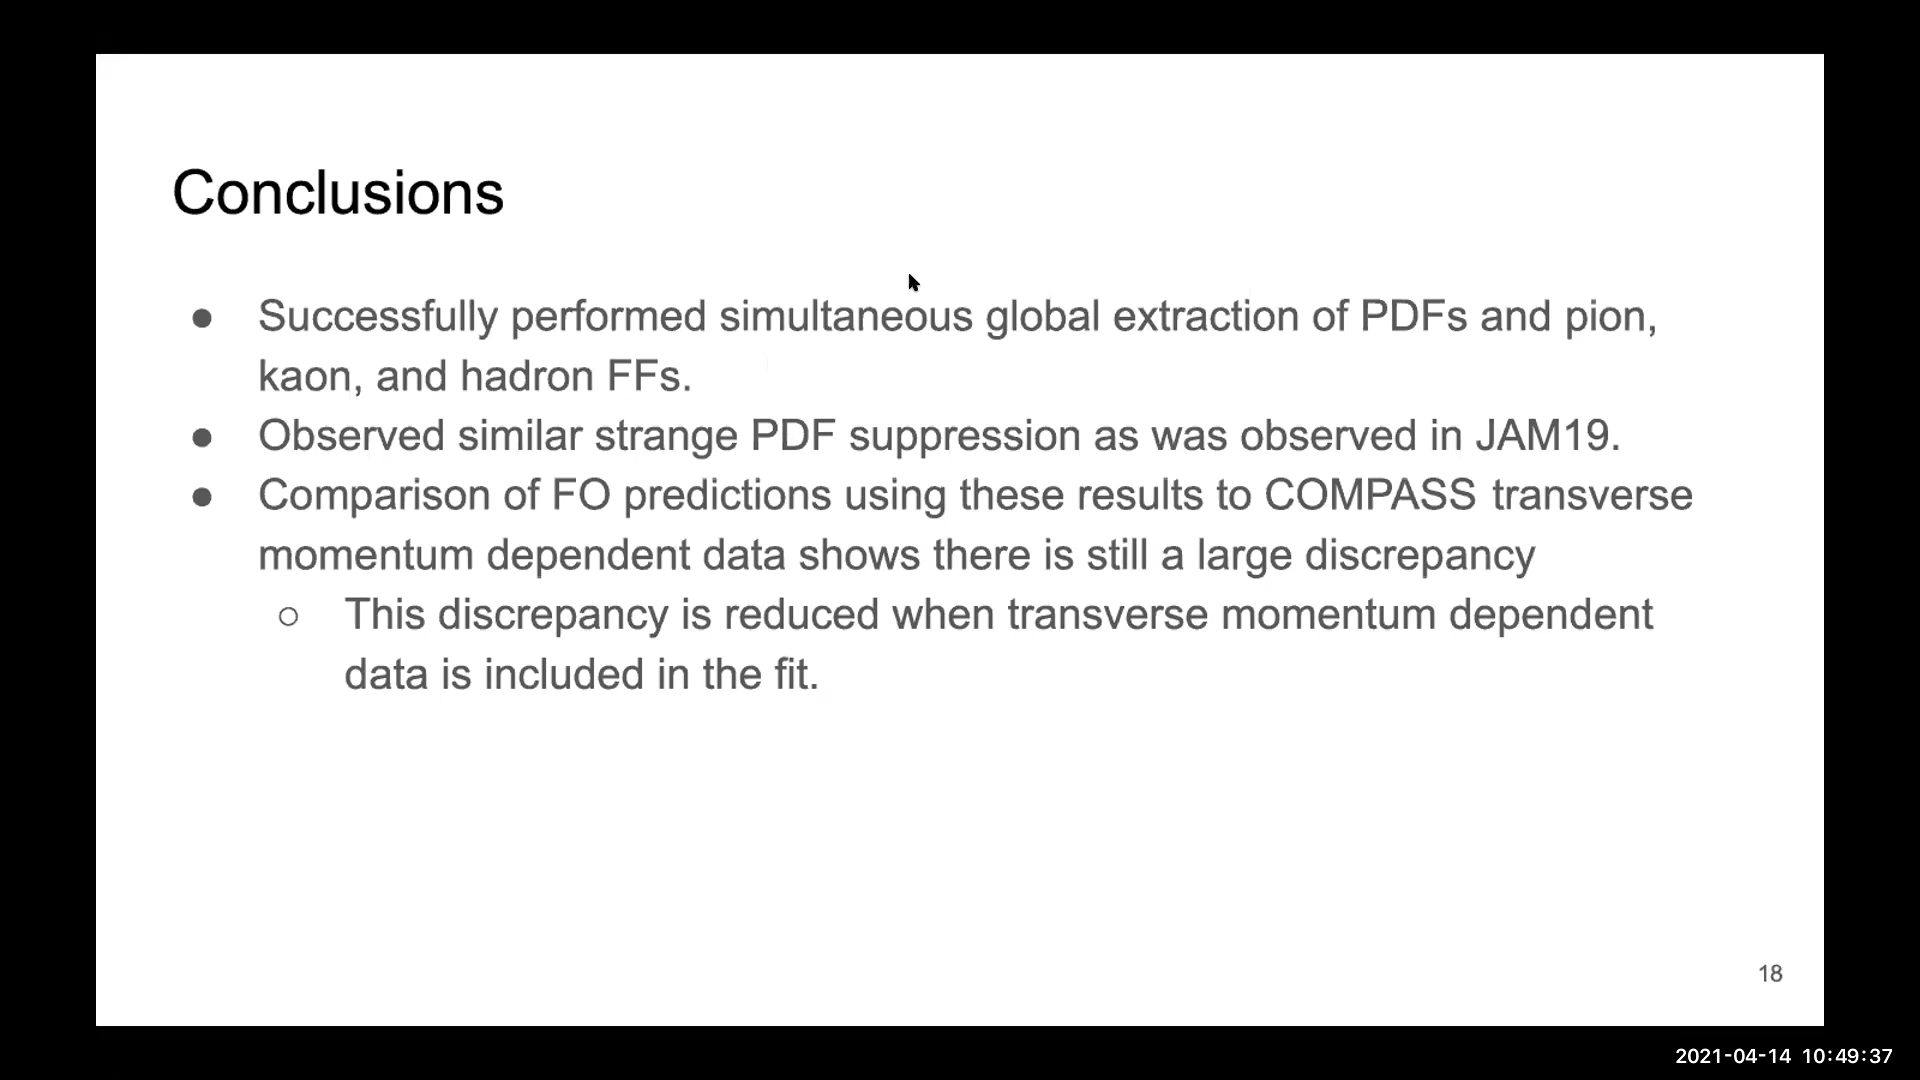 Conclusions
● Successfully performed simultaneous global extraction of PDFs and pion,
kaon, and hadron FFs.
● Observed similar strange PDF suppression as was observed in JAM19.
● Comparison of FO predictions using these results to COMPASS transverse
momentum dependent data shows there is still a large discrepancy
○ This discrepancy is reduced when transverse momentum dependent
data is included in the fit.
18
2021-04-14 10:49:37